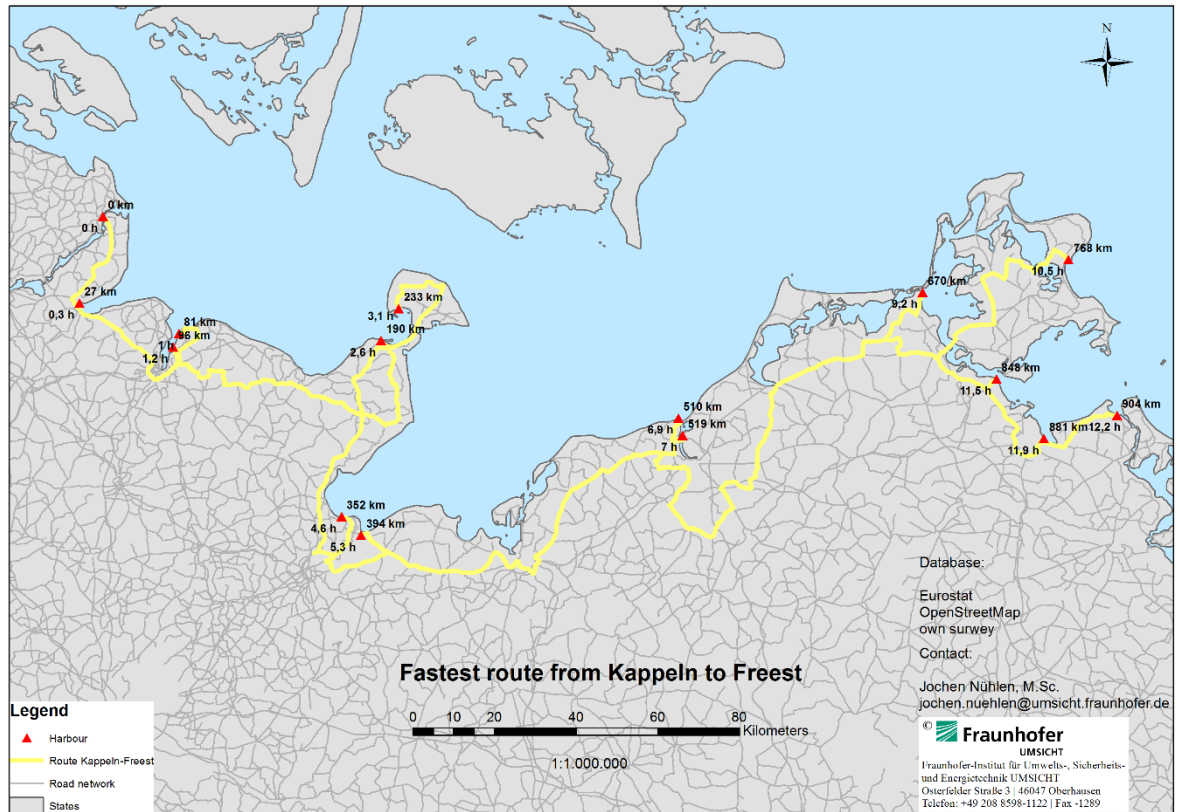 N
0 km
0 h
27 km
0,3 h
81 km
1 h
96 km
1,2 h
233 km
3,1 h
190 km
2,6 h
352 km
4,6 h
394 km
5,3 h
510 km
6,9 h
519 km
7 h
670 km
9,2 h
768 km
10,5 h
848 km
11,5 h
881 km
11,9 h
904 km
12,2 h
Database:
Eurostat
OpenStreetMap
own surwey
Contact:
Jochen Nühlen, M.Sc.
jochen.nuehlen@umsicht.fraunhofer.de
Fastest route from Kappeln to Freest
0 10 20 40 60 80
Kilometers
1:1.000.000
Legend
Harbour
Route Kappeln-Freest
Road network
States
© Fraunhofer
UMSICHT
Fraunhofer-Institut für Umwelts-, Sicherheits-
und Energietechnik UMSICHT
Osterfelder Straße 3 | 46047 Oberhausen
Telefon: +49 208 8598-1122 | Fax -1289